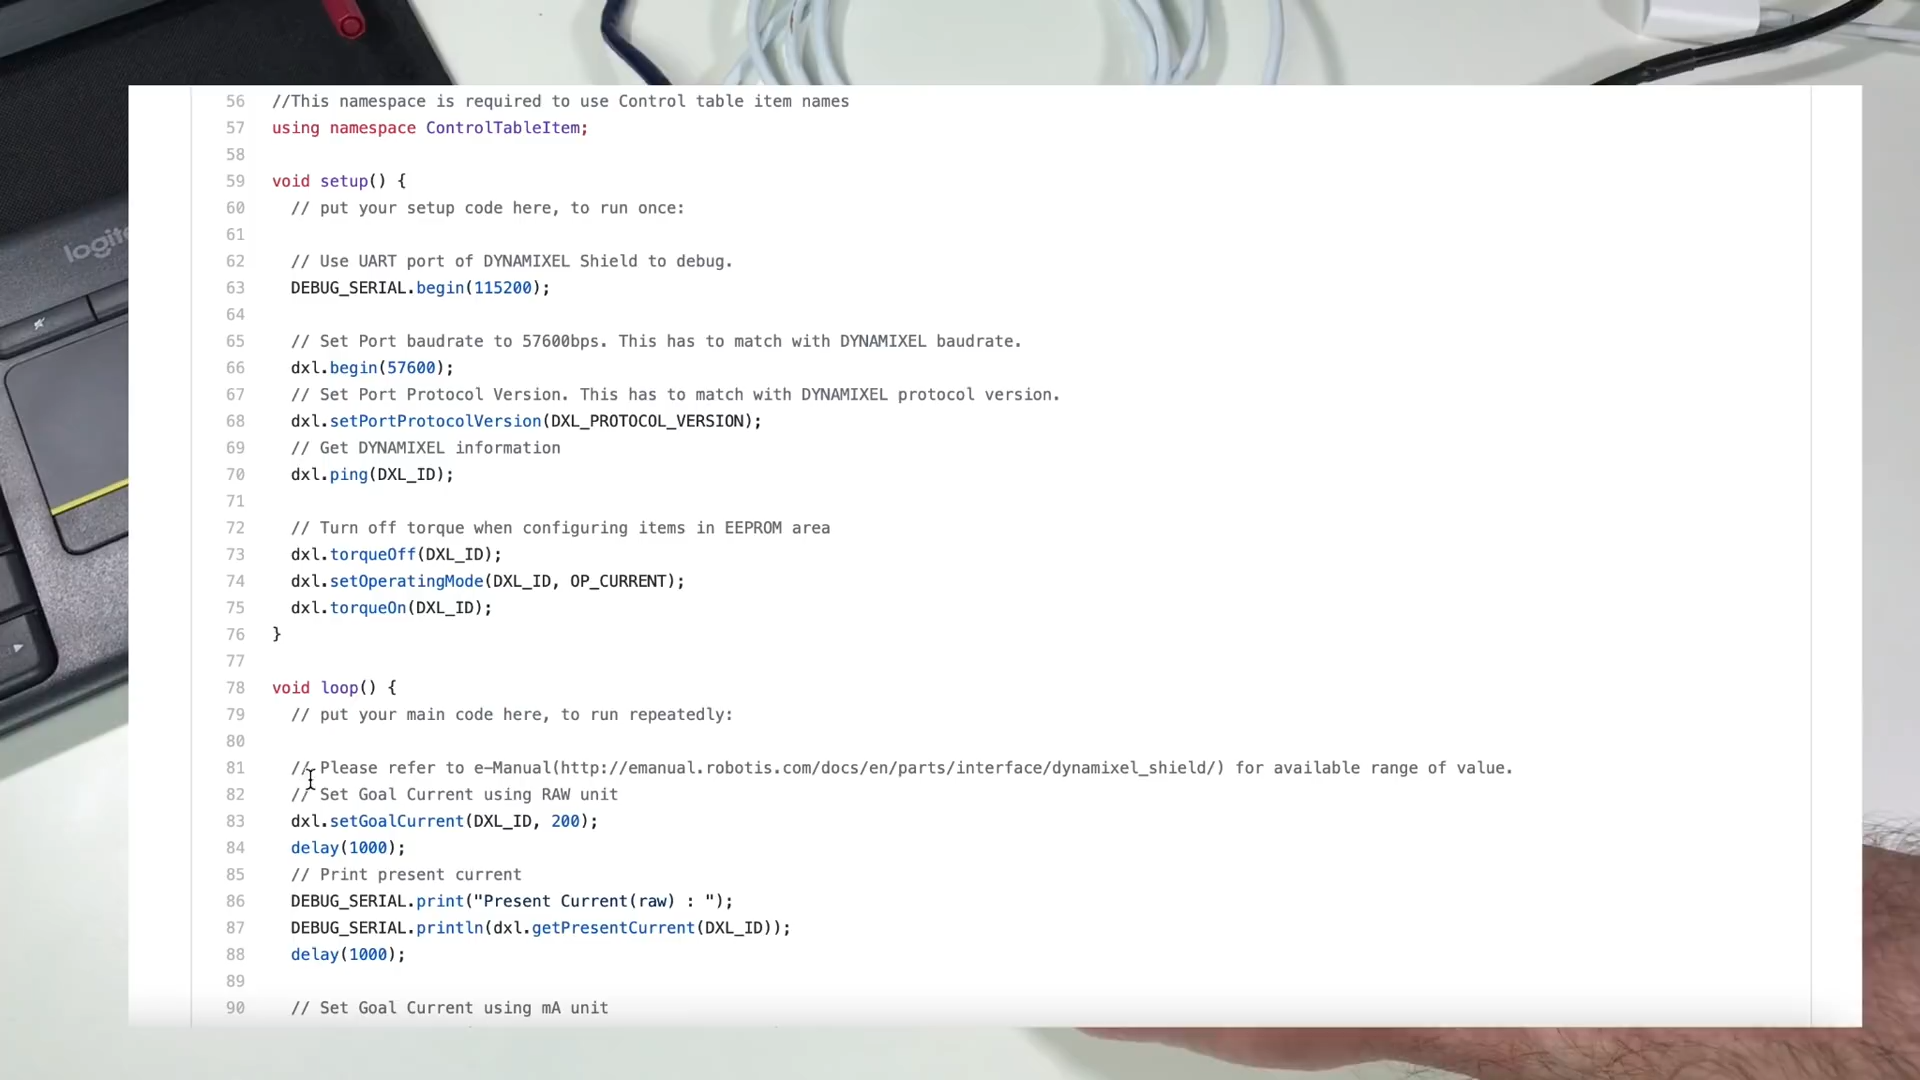 logit
56 //This namespace is required to use Control table item names
57 using namespace ControlTableItem;
58
59 void setup() {
60 // put your setup code here, to run once:
61
62 // Use UART port of DYNAMIXEL Shield to debug.
63 DEBUG_SERIAL.begin(115200);
64
65 // Set Port baudrate to 57600bps. This has to match with DYNAMIXEL baudrate.
66 dxl.begin(57600);
67 // Set Port Protocol Version. This has to match with DYNAMIXEL protocol version.
68 dxl.setPortProtocolVersion(DXL_PROTOCOL_VERSION);
69 // Get DYNAMIXEL information
70 dxl.ping(DXL_ID);
71
72 // Turn off torque when configuring items in EEPROM area
73 dxl.torqueOff(DXL_ID);
74 dxl.setOperatingMode(DXL_ID, OP_CURRENT);
75 dxl.torqueOn(DXL_ID);
76 }
77
78 void loop() {
79 // put your main code here, to run repeatedly:
80
81 // Please refer to e-Manual(http://emanual.robotis.com/docs/en/parts/interface/dynamixel_shield/) for available range of value.
82 // Set Goal Current using RAW unit
83 dxl.setGoalCurrent(DXL_ID, 200);
84 delay(1000);
85 // Print present current
86 DEBUG_SERIAL.print("Present Current(raw) : ");
87 DEBUG_SERIAL.println(dxl.getPresentCurrent(DXL_ID));
88 delay(1000);
89
90 // Set Goal Current using mA unit